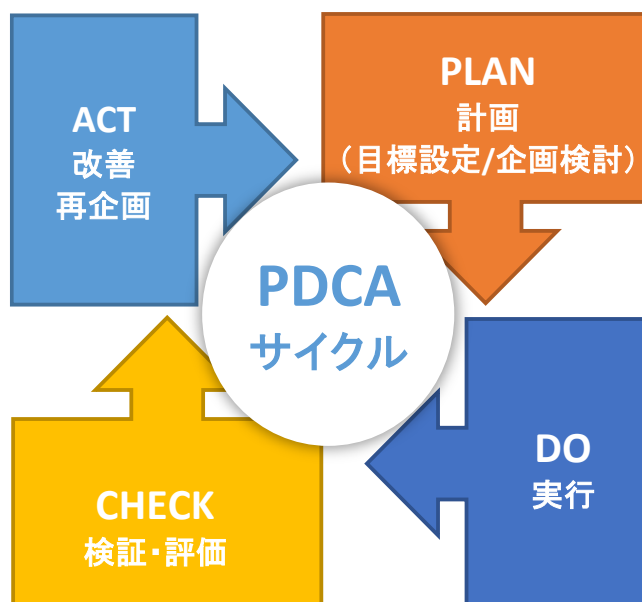 ACT
改善
再企画
PLAN
計画
（目標設定/企画検討）
PDCA
サイクル
CHECK
検証・評価
DO
実行